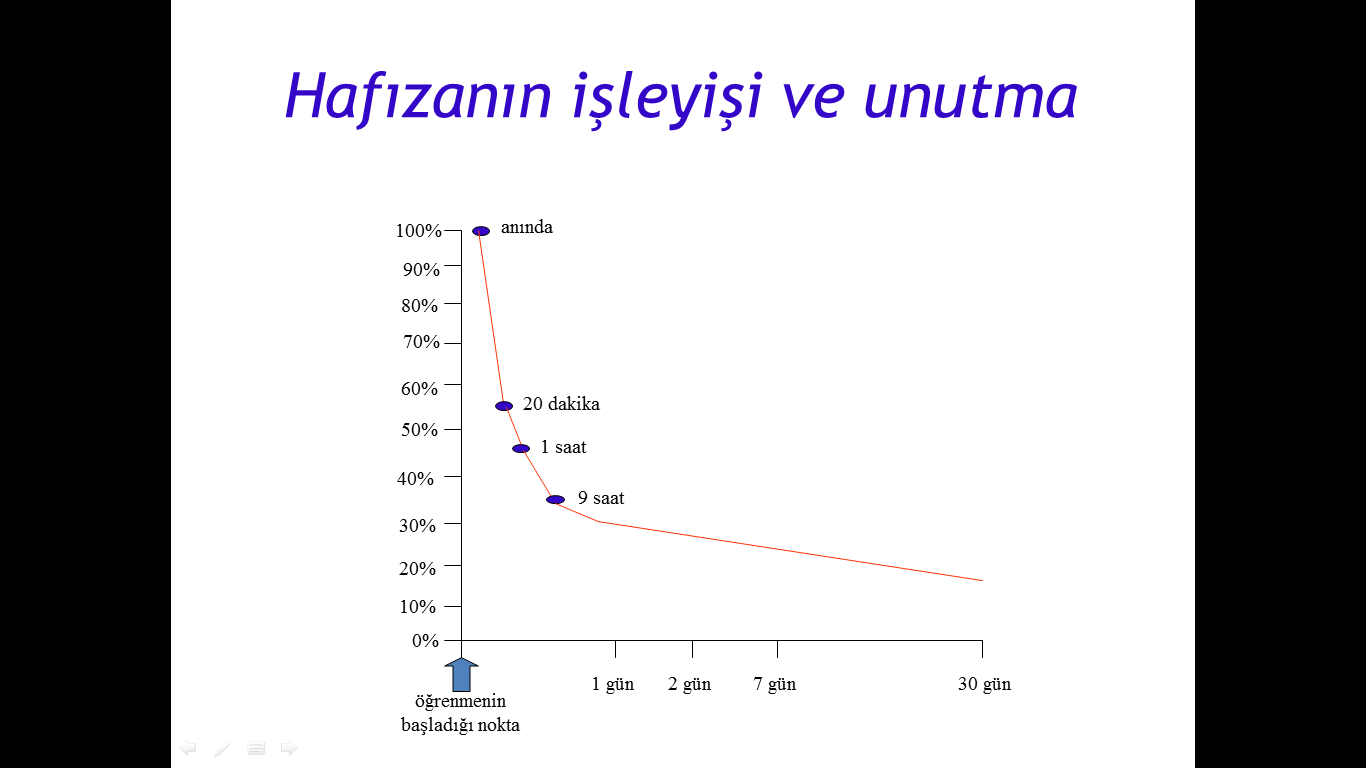 Hafızanın işleyişi ve unutma
100%
anında
90%
80%
70%
60%
20 dakika
50%
1 saat
40%
9 saat
30%
20%
10%
0%
1 gün
2 gün
7 gün
30 gün
öğrenmenin
başladığı nokta